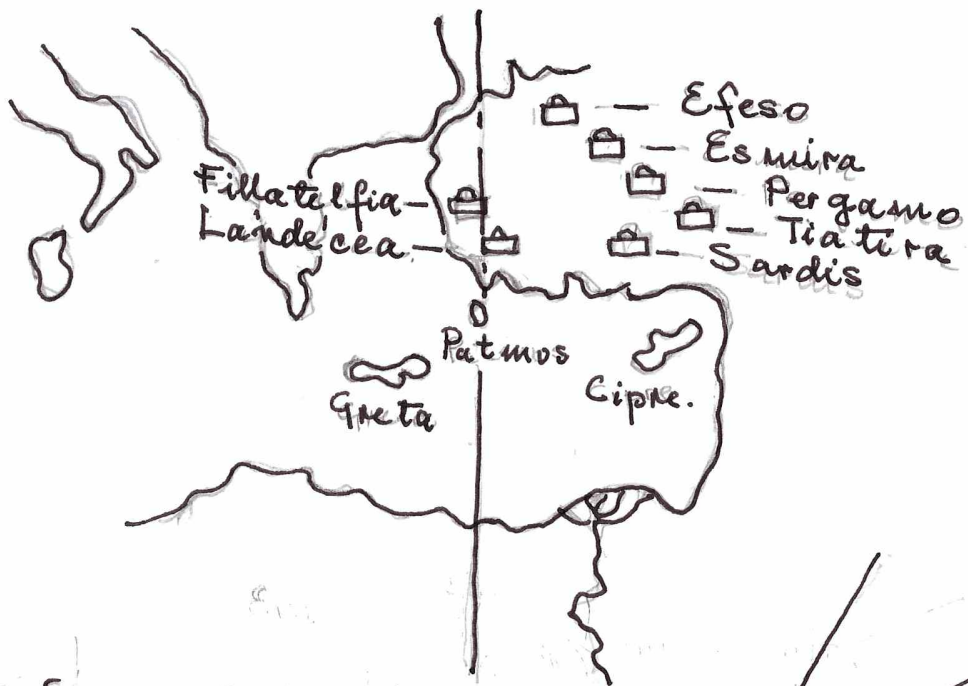 Efeso
Esmira
Pergamo
Tiatira
Sardis
Fillatelfia
Landecea
Patmos
Greta
Cipre.